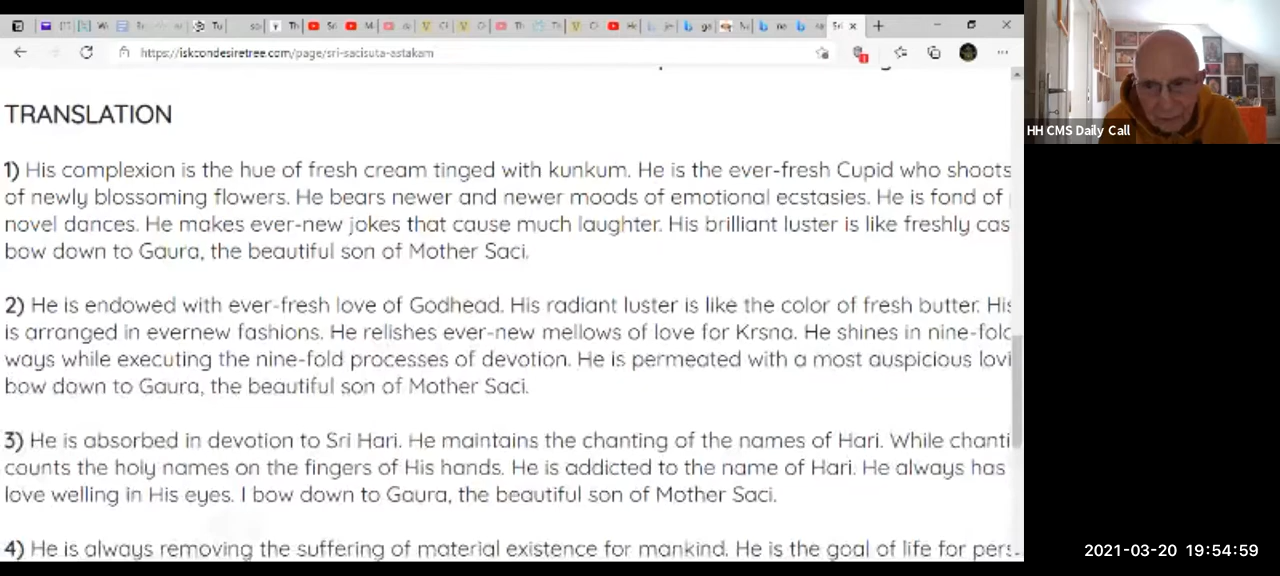 https://iskcondesiretree.com/page/sri-sacisuta-astakam
TRANSLATION
1) His complexion is the hue of fresh cream tinged with kunkum. He is the ever-fresh Cupid who shoots
of newly blossoming flowers. He bears newer and newer moods of emotional ecstasies. He is fond of
novel dances. He makes ever-new jokes that cause much laughter. His brilliant luster is like freshly cas
bow down to Gaura, the beautiful son of Mother Saci.
2) He is endowed with ever-fresh love of Godhead. His radiant luster is like the color of fresh butter. His
is arranged in evernew fashions. He relishes ever-new mellows of love for Krsna. He shines in nine-fold
ways while executing the nine-fold processes of devotion. He is permeated with a most auspicious lovi
bow down to Gaura, the beautiful son of Mother Saci.
3) He is absorbed in devotion to Sri Hari. He maintains the chanting of the names of Hari. While chanti
counts the holy names on the fingers of His hands. He is addicted to the name of Hari. He always has
love welling in His eyes. I bow down to Gaura, the beautiful son of Mother Saci.
4) He is always removing the suffering of material existence for mankind. He is the goal of life for pers
HH CMS Daily Call
2021-03-20 19:54:59